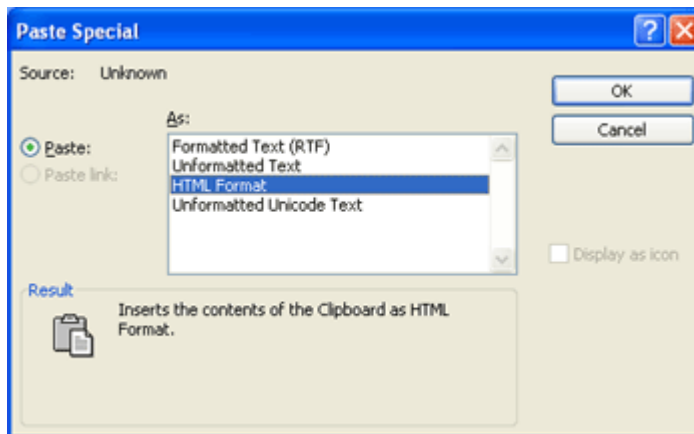 Paste Special
Source: Unknown
OK
Cancel
As:
Paste:
Paste link:
Formatted Text (RTF)
Unformatted Text
HTML Format
Unformatted Unicode Text
Display as icon
Result
Inserts the contents of the Clipboard as HTML
Format.